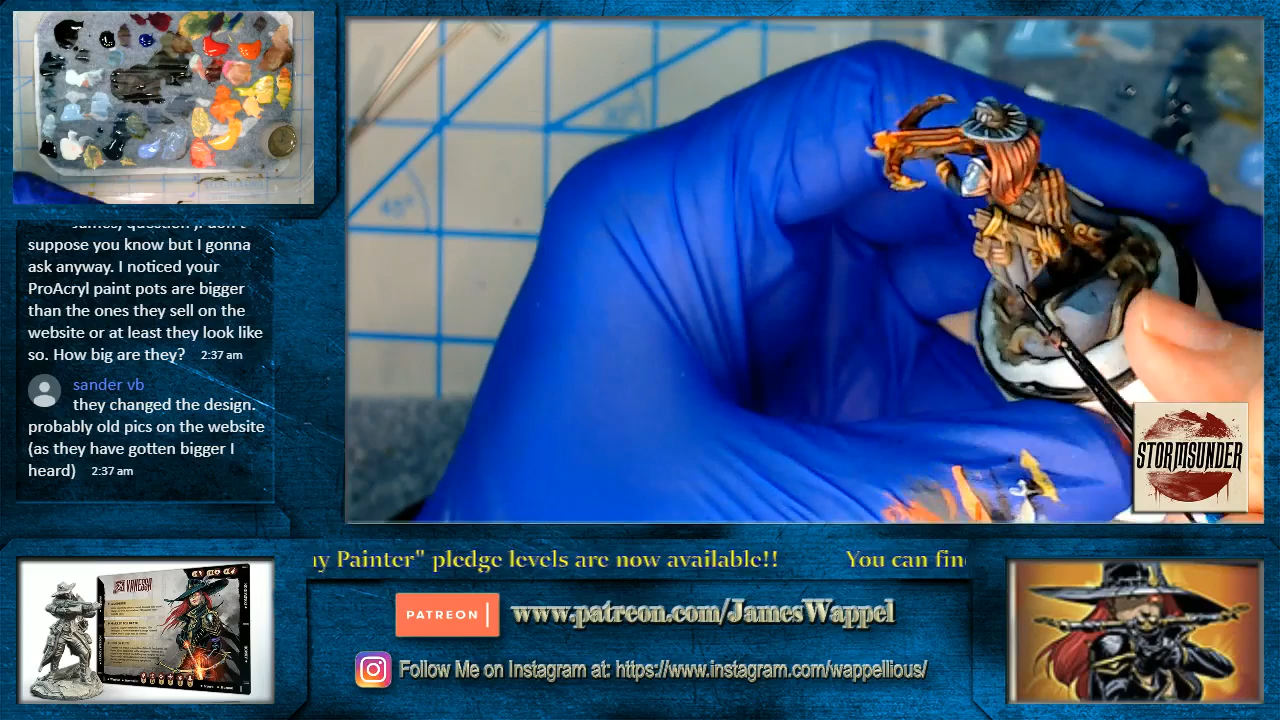 suppose you know but I gonna
ask anyway. I noticed your
ProAcryl paint pots are bigger
than the ones they sell on the
website or at least they look like
so. How big are they? 2:37 am
sander vb
they changed the design.
probably old pics on the website
(as they have gotten bigger I
heard) 2:37 am
STORMSUNDER
VANESSA
ny Painter" pledge levels are now available!! You can fin
PATREON
www.patreon.com/JamesWappel
Follow Me on Instagram at: https://www.instagram.com/wappellious/